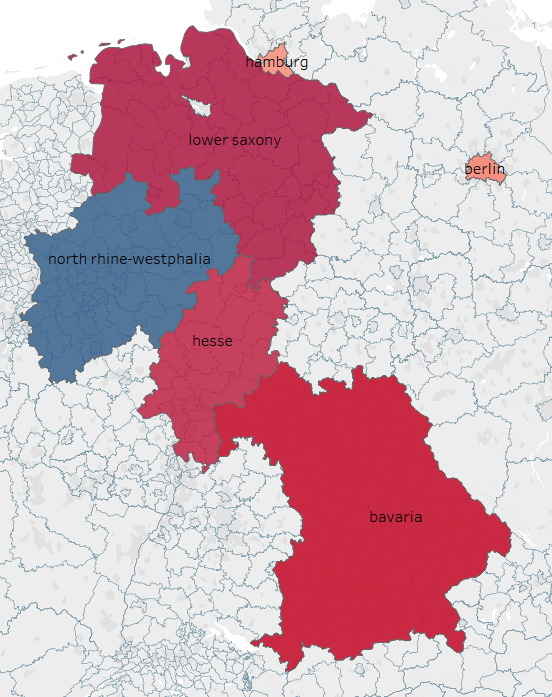 hamburg
lower saxony
berlin
north rhine-westphalia
hesse
bavaria